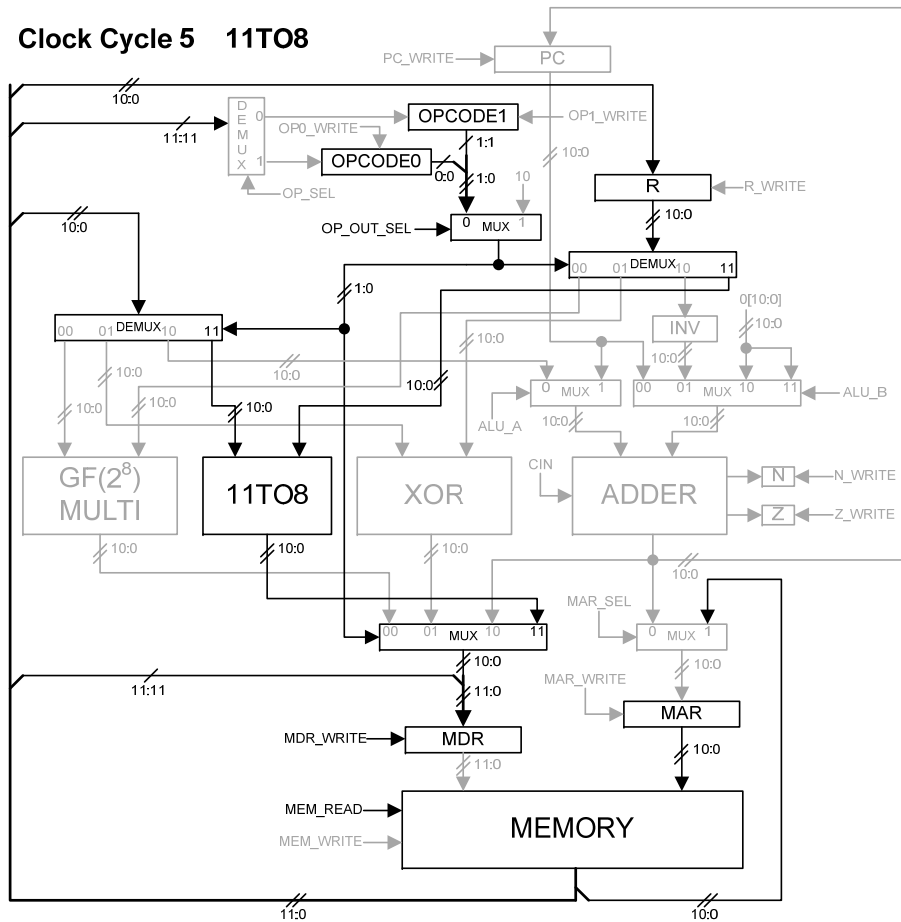 Clock Cycle 5 11TO8
PC_WRITE PC
10:0
D
E
M
U
X
0
1
OPCODE1 OP1_WRITE
OP0_WRITE
11:11
1:1
OPCODE0
0:0
10:0
OP_SEL
1:0
10
R R_WRITE
10:0
10:0
OP_OUT_SEL 0 MUX 1
00 01 DEMUX 10 11
1:0
0[10:0]
10:0
00 01 DEMUX 10 11
10:0
INV
10:0
10:0
10:0
10:0
0 MUX 1
00 01 MUX 10 11
ALU_B
10:0
10:0
10:0
ALU_A
10:0
10:0
GF(2⁸)
MULTI
11TO8
XOR
CIN
ADDER
N N_WRITE
Z Z_WRITE
10:0
10:0
10:0
10:0
MAR_SEL
00 01 MUX 10 11
0 MUX 1
10:0
10:0
11:11
11:0
MAR_WRITE
MAR
MDR_WRITE MDR
10:0
11:0
MEM_READ
MEMORY
MEM_WRITE
11:0
10:0